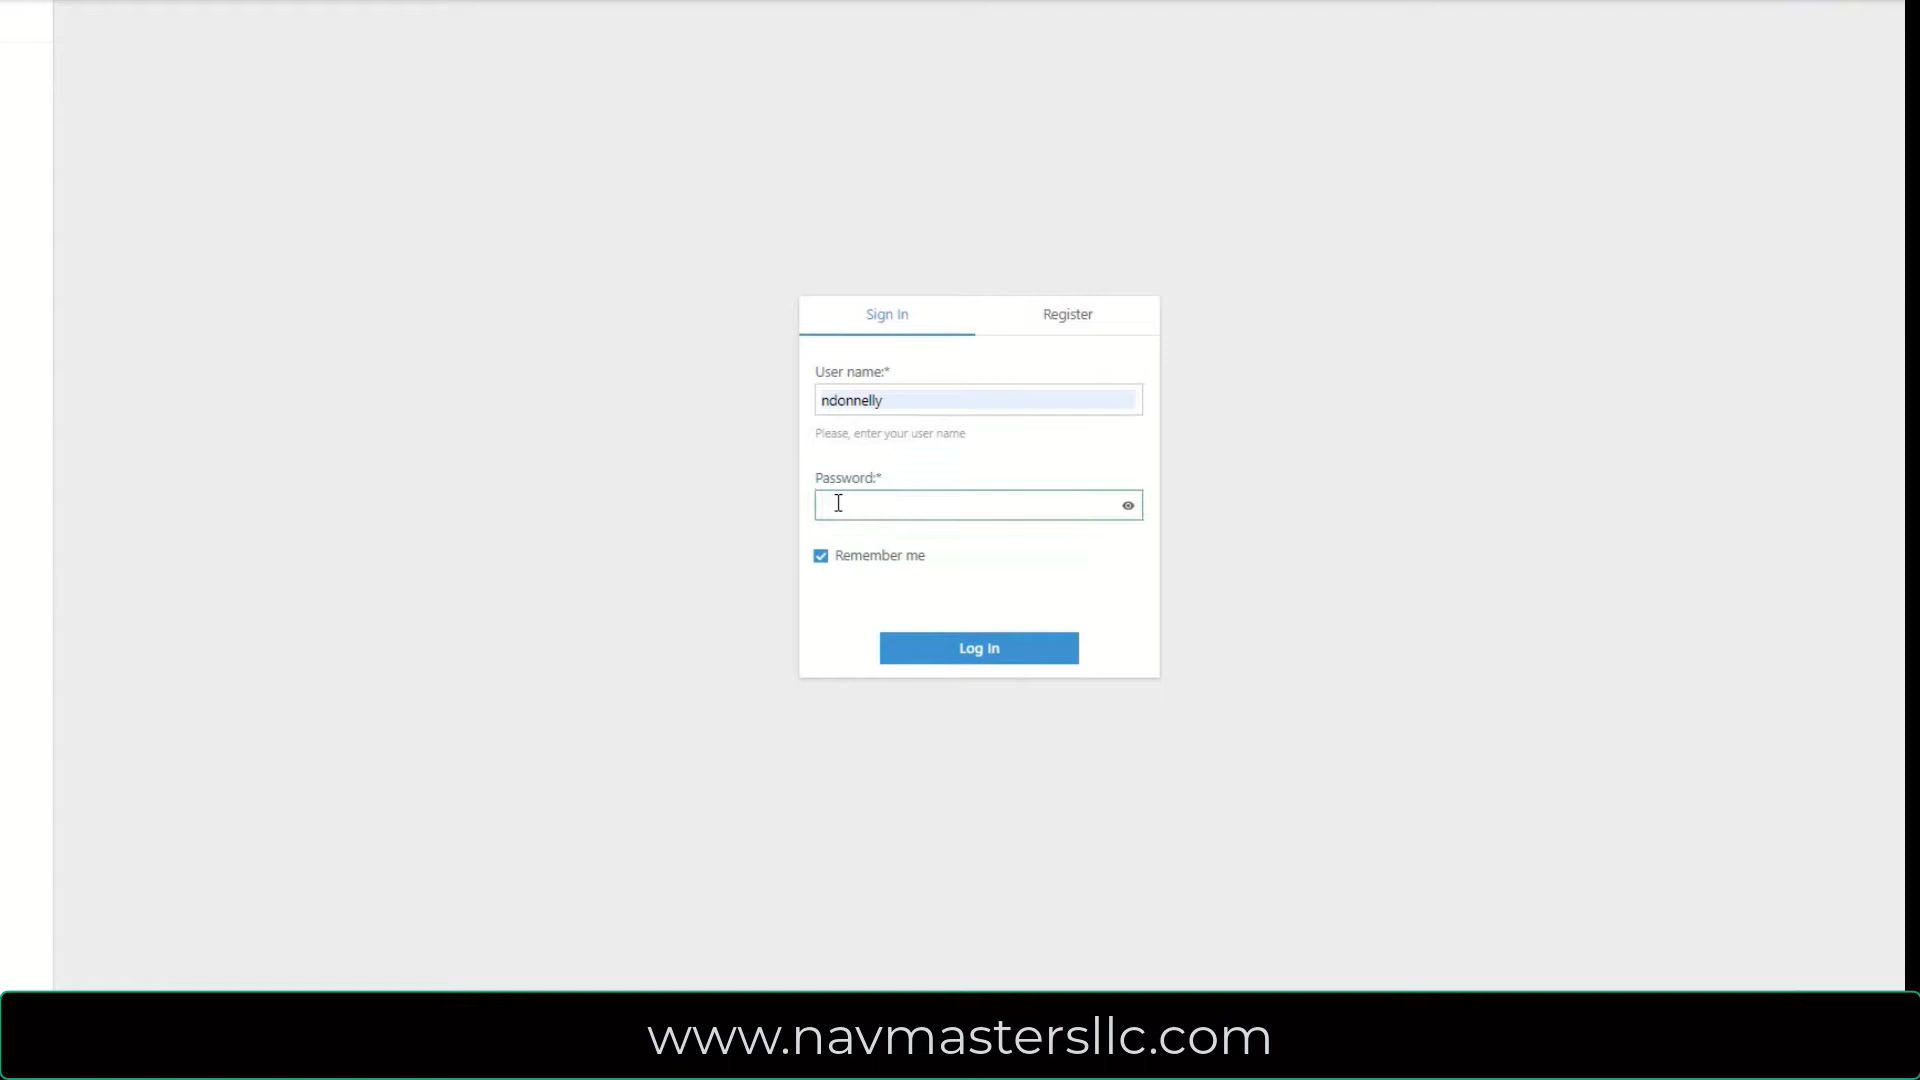 Sign In
Register
User name:*
ndonnelly
Please, enter your user name
Password:*
Remember me
Log In
www.navmastersllc.com